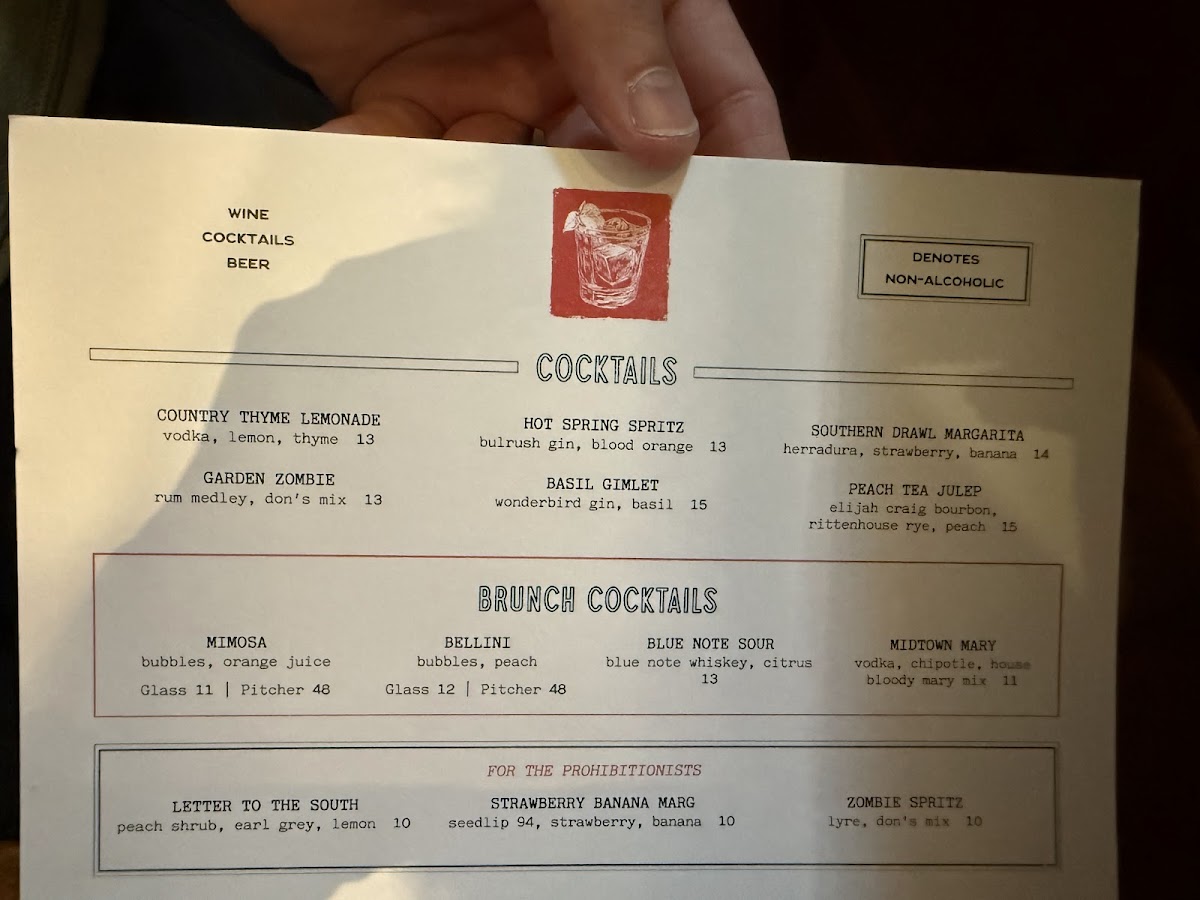 WINE
COCKTAILS
BEER
DENOTES
NON-ALCOHOLIC
COCKTAILS
COUNTRY THYME LEMONADE
vodka, lemon, thyme 13
HOT SPRING SPRITZ
bulrush gin, blood orange 13
SOUTHERN DRAWL MARGARITA
herradura, strawberry, banana 14
GARDEN ZOMBIE
rum medley, don's mix 13
BASIL GIMLET
wonderbird gin, basil 15
PEACH TEA JULEP
elijah craig bourbon,
rittenhouse rye, peach 15
BRUNCH COCKTAILS
MIMOSA
bubbles, orange juice
Glass 11 | Pitcher 48
BELLINI
bubbles, peach
Glass 12 | Pitcher 48
BLUE NOTE SOUR
blue note whiskey, citrus
13
MIDTOWN MARY
vodka, chipotle, house
bloody mary mix 11
FOR THE PROHIBITIONISTS
LETTER TO THE SOUTH
peach shrub, earl grey, lemon 10
STRAWBERRY BANANA MARG
seedlip 94, strawberry, banana 10
ZOMBIE SPRITZ
lyre, don's mix 10